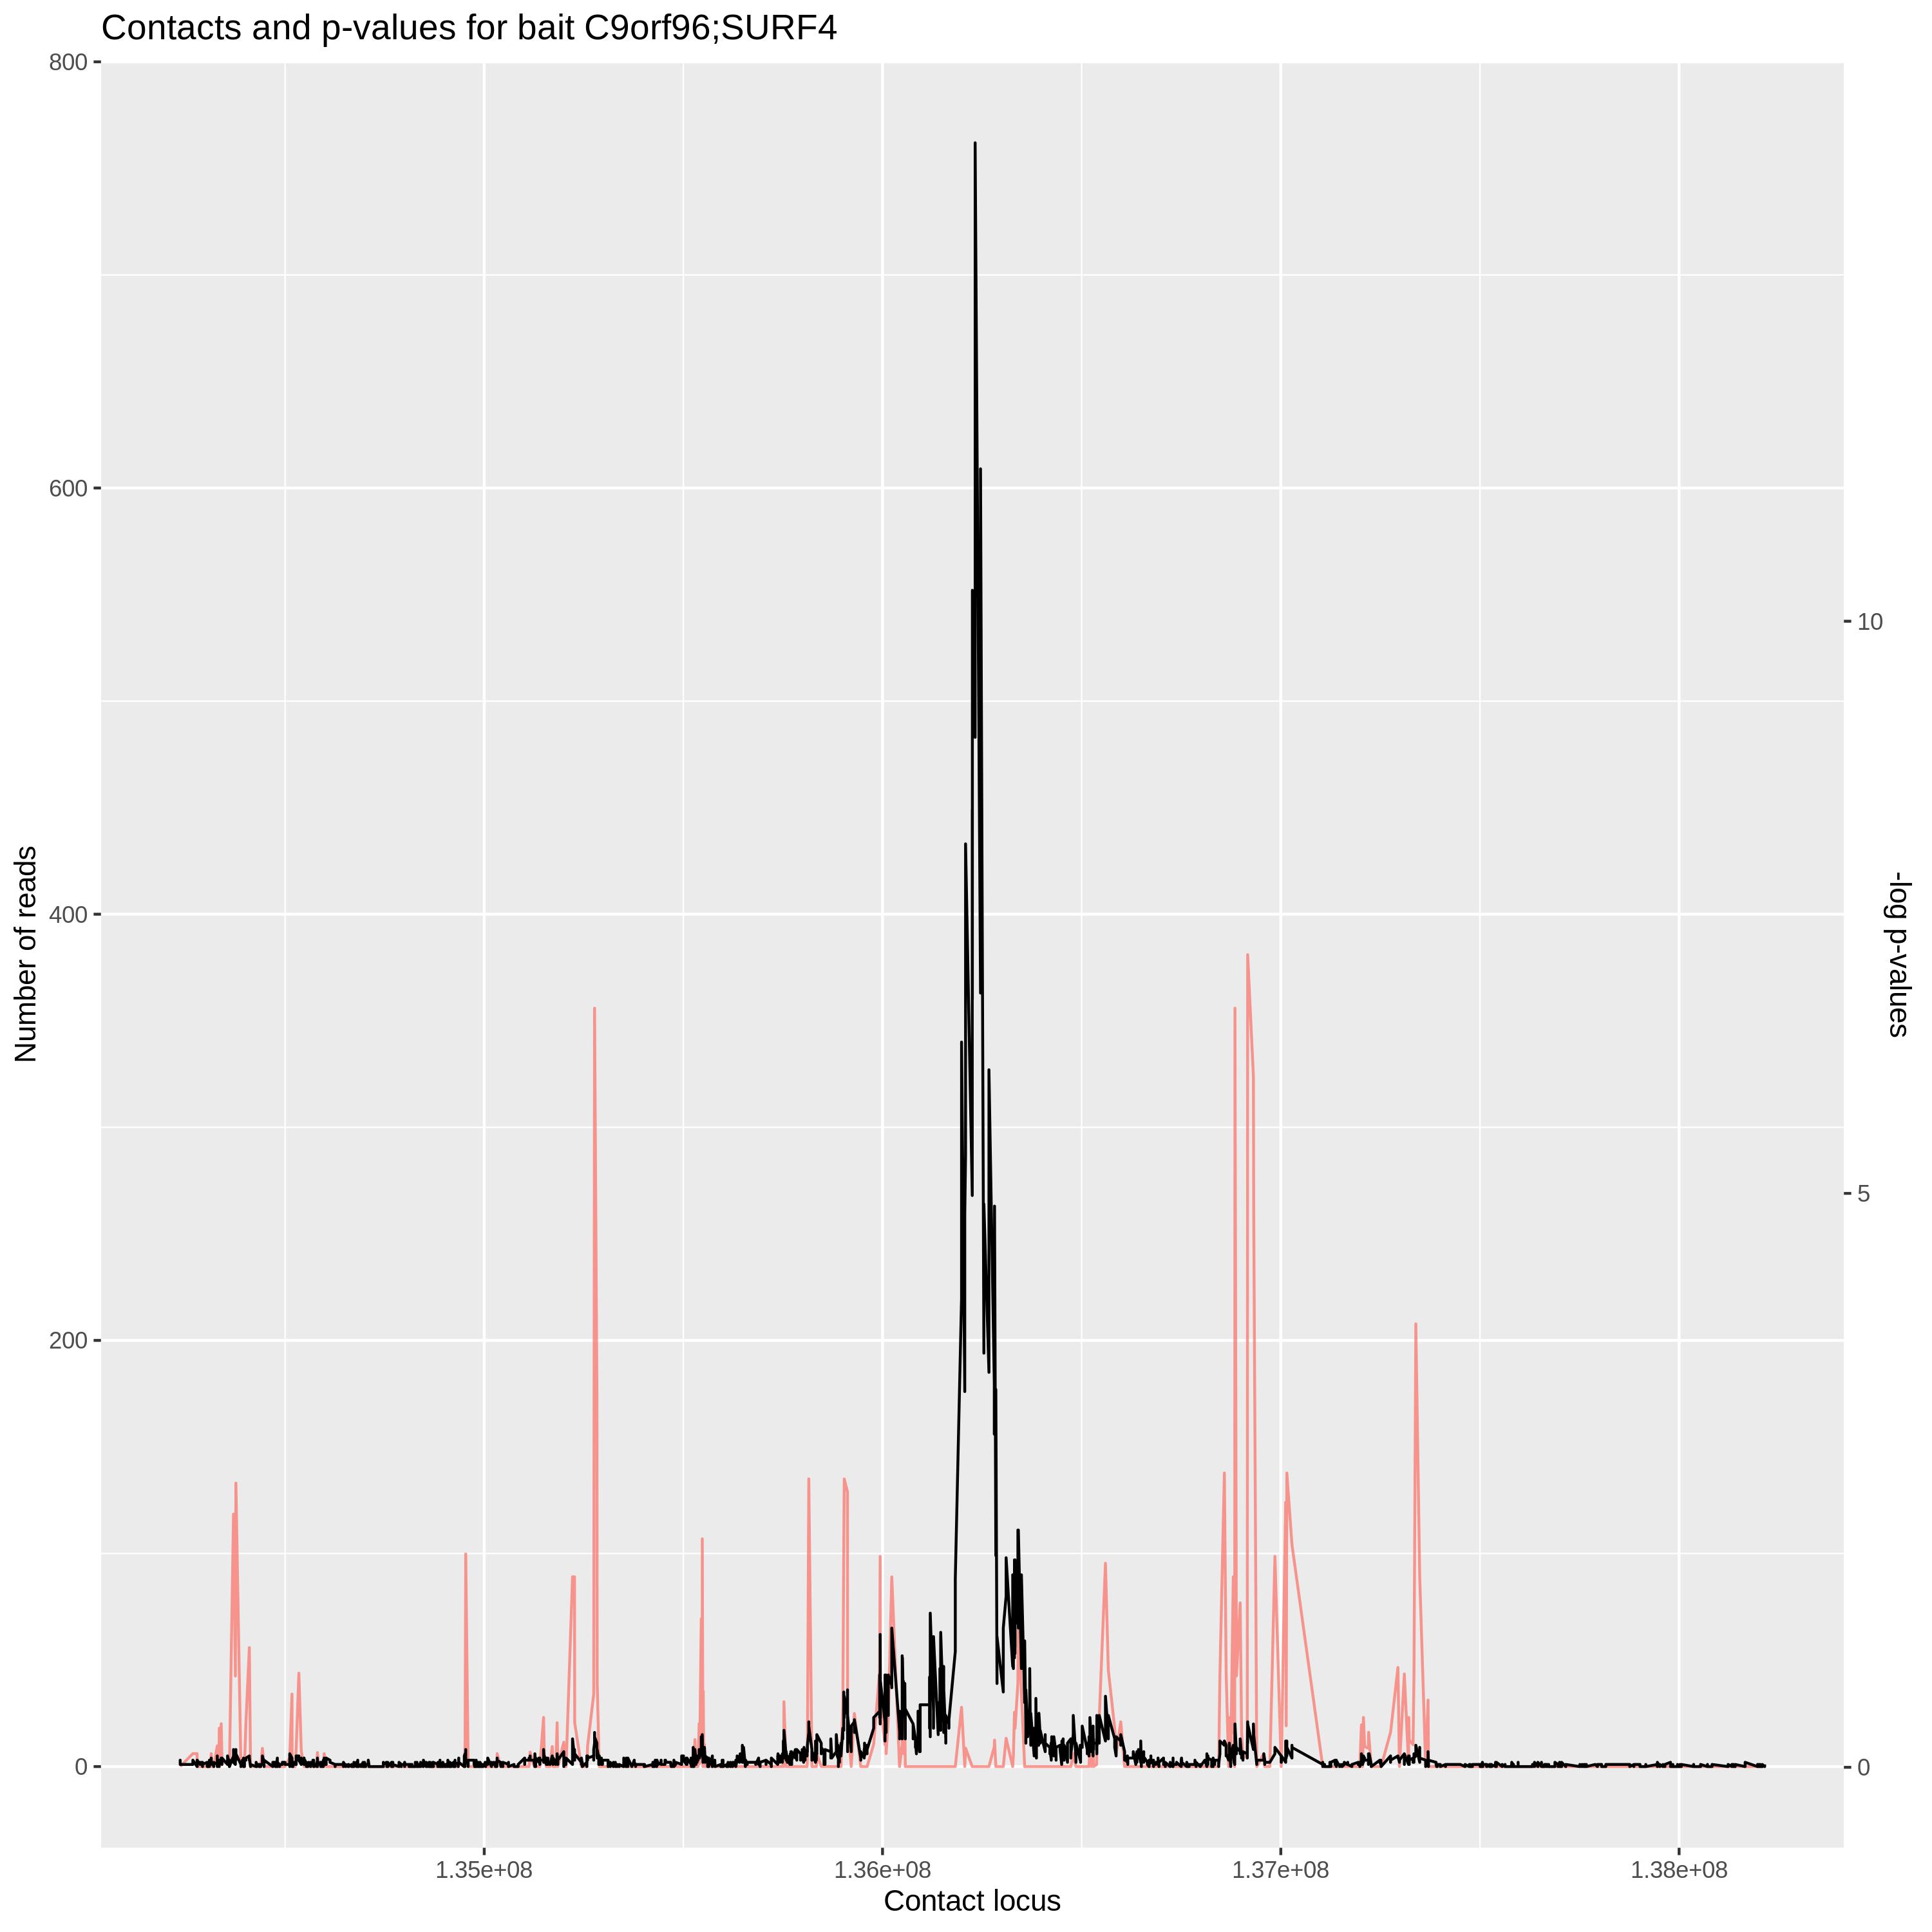 Contacts and p-values for bait C9orf96;SURF4
800
600
400
200
0
Number of reads
10
5
0
-log p-values
1.35e+08
1.36e+08
1.37e+08
1.38e+08
Contact locus